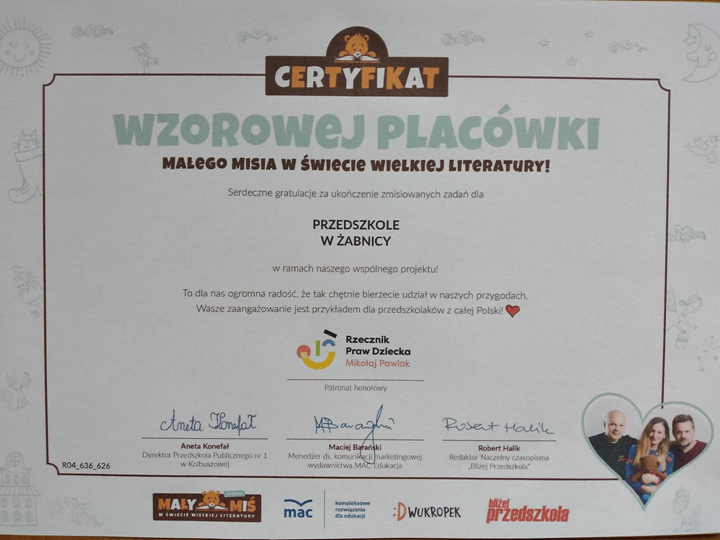 CERTYFIKAT
WZOROWEJ PLACÓWKI
MAŁEGO MISIA W ŚWIECIE WIELKIEJ LITERATURY!
Serdeczne gratulacje za ukończenie zmisiowanych zadań dla
PRZEDSZKOLE
W ŻABNICY
w ramach naszego wspólnego projektu!
To dla nas ogromna radość, że tak chętnie bierzecie udział w naszych przygodach.
Wasze zaangażowanie jest przykładem dla przedszkolaków z całej Polski!
Rzecznik
Praw Dziecka
Mikołaj Pawlak
Patronat honorowy
Aneta Konefał
Robert Halik
Aneta Konefał
Dyrektor Przedszkola Publicznego nr 1
w Kolbuszowej
Maciej Barański
Menedżer ds. komunikacji marketingowej
wydawnictwa MAC Edukacja
Robert Halik
Redaktor Naczelny czasopisma
„Bliżej Przedszkola"
R04_636_626
MAŁY MIŚ
W ŚWIECIE WIELKIEJ LITERATURY
mac
kompleksowe
rozwiązania
dla edukacji
:DWUKROPEK
bliżej
przedszkola